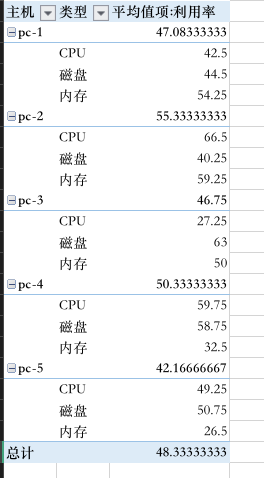 主机 类型 平均值项:利用率
pc-1 47.08333333
CPU 42.5
磁盘 44.5
内存 54.25
pc-2 55.33333333
CPU 66.5
磁盘 40.25
内存 59.25
pc-3 46.75
CPU 27.25
磁盘 63
内存 50
pc-4 50.33333333
CPU 59.75
磁盘 58.75
内存 32.5
pc-5 42.16666667
CPU 49.25
磁盘 50.75
内存 26.5
总计 48.33333333